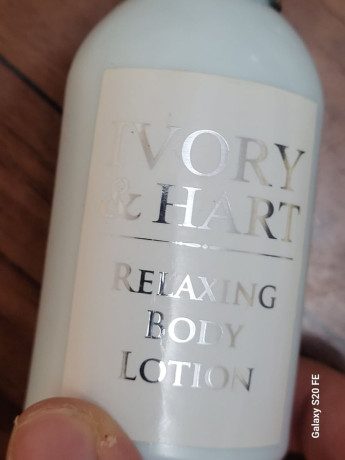 IVORY
& HART
RELAXING
BODY
LOTION
Galaxy S20 FE